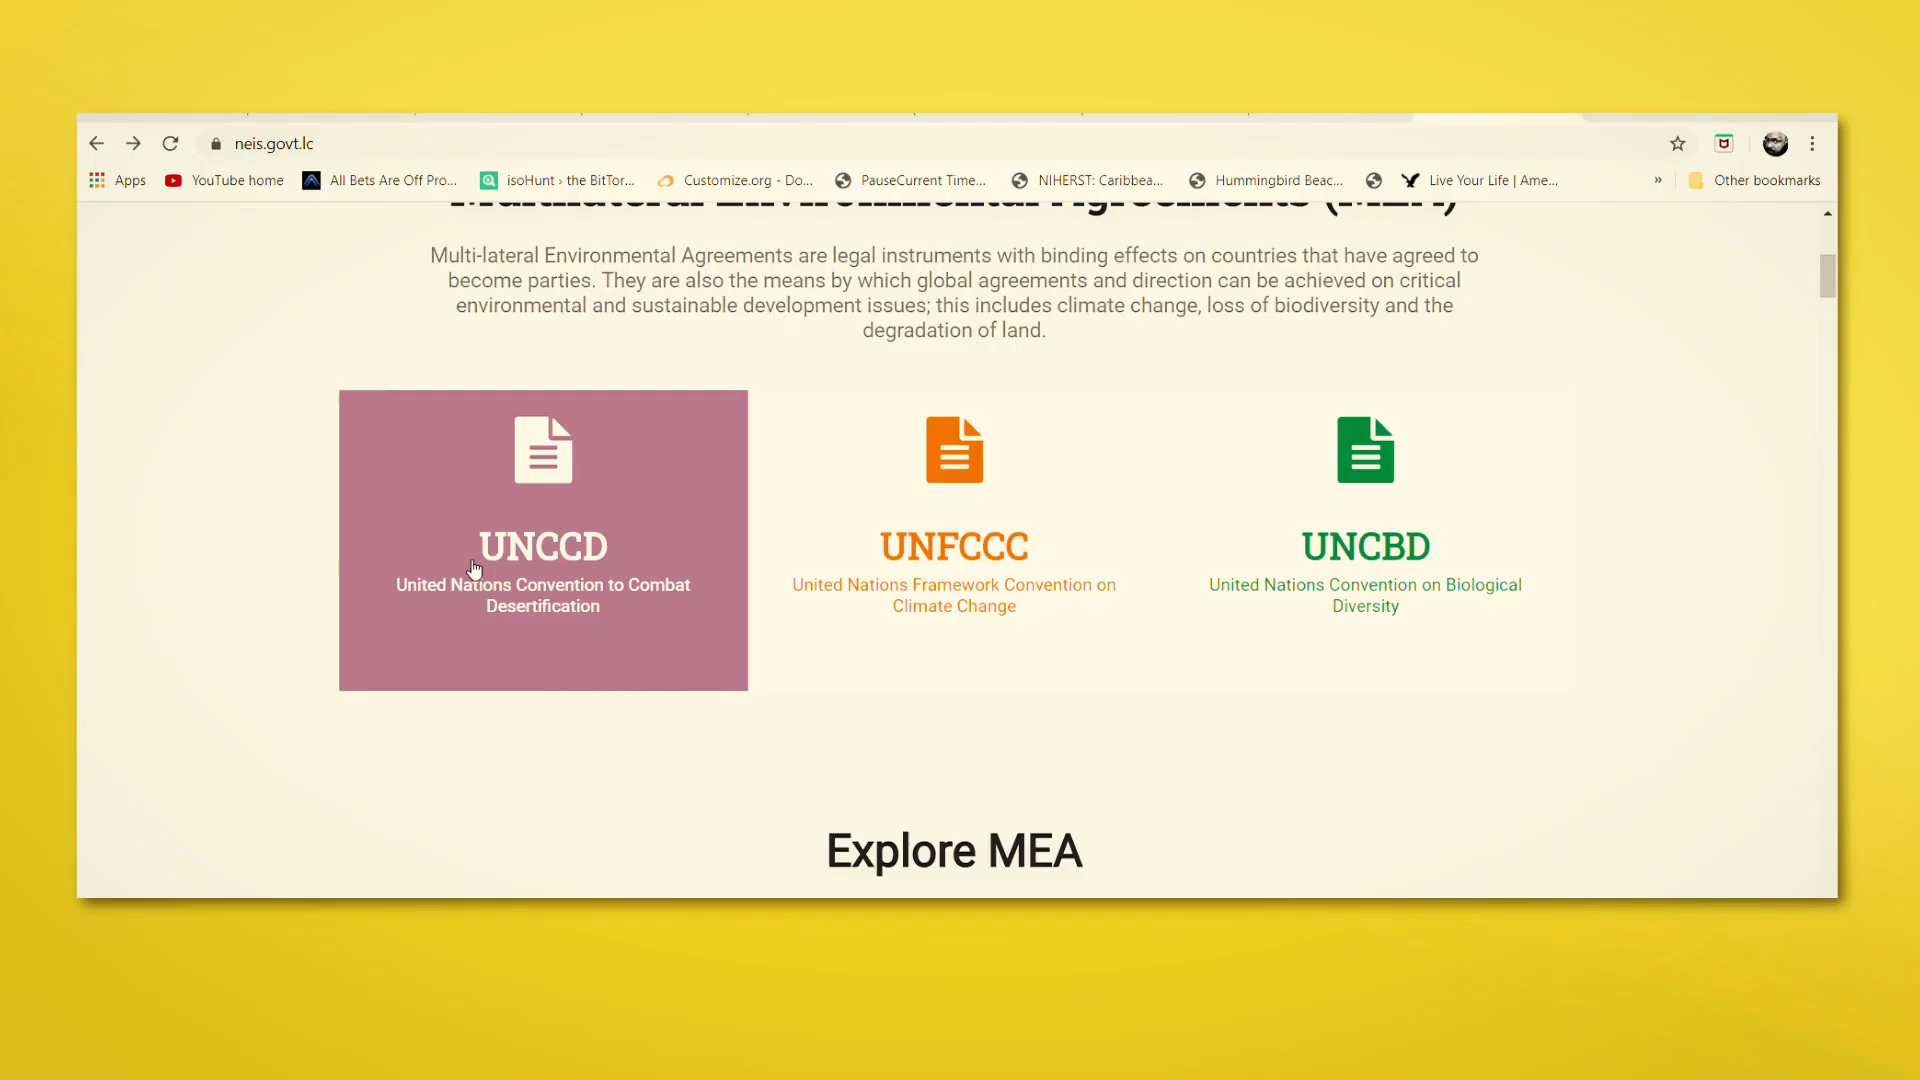 neis.govt.lc
Apps YouTube home All Bets Are Off Pro... isoHunt › the BitTor... Customize.org - Do... PauseCurrent Time... NIHERST: Caribbea... Hummingbird Beac... Live Your Life | Ame... » Other bookmarks
Multilateral Environmental Agreements (MEA)
Multi-lateral Environmental Agreements are legal instruments with binding effects on countries that have agreed to
become parties. They are also the means by which global agreements and direction can be achieved on critical
environmental and sustainable development issues; this includes climate change, loss of biodiversity and the
degradation of land.
UNCCD
United Nations Convention to Combat
Desertification
UNFCCC
United Nations Framework Convention on
Climate Change
UNCBD
United Nations Convention on Biological
Diversity
Explore MEA